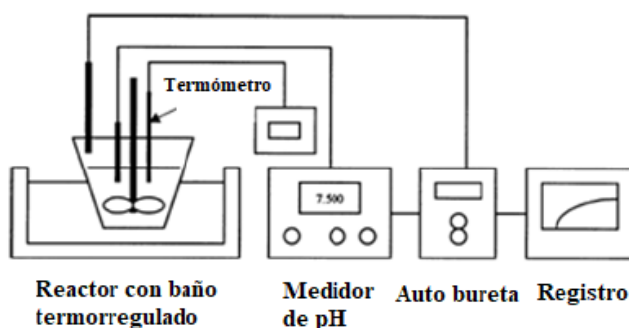 Termómetro
7.500
Reactor con baño
termorregulado
Medidor
de pH
Auto bureta
Registro